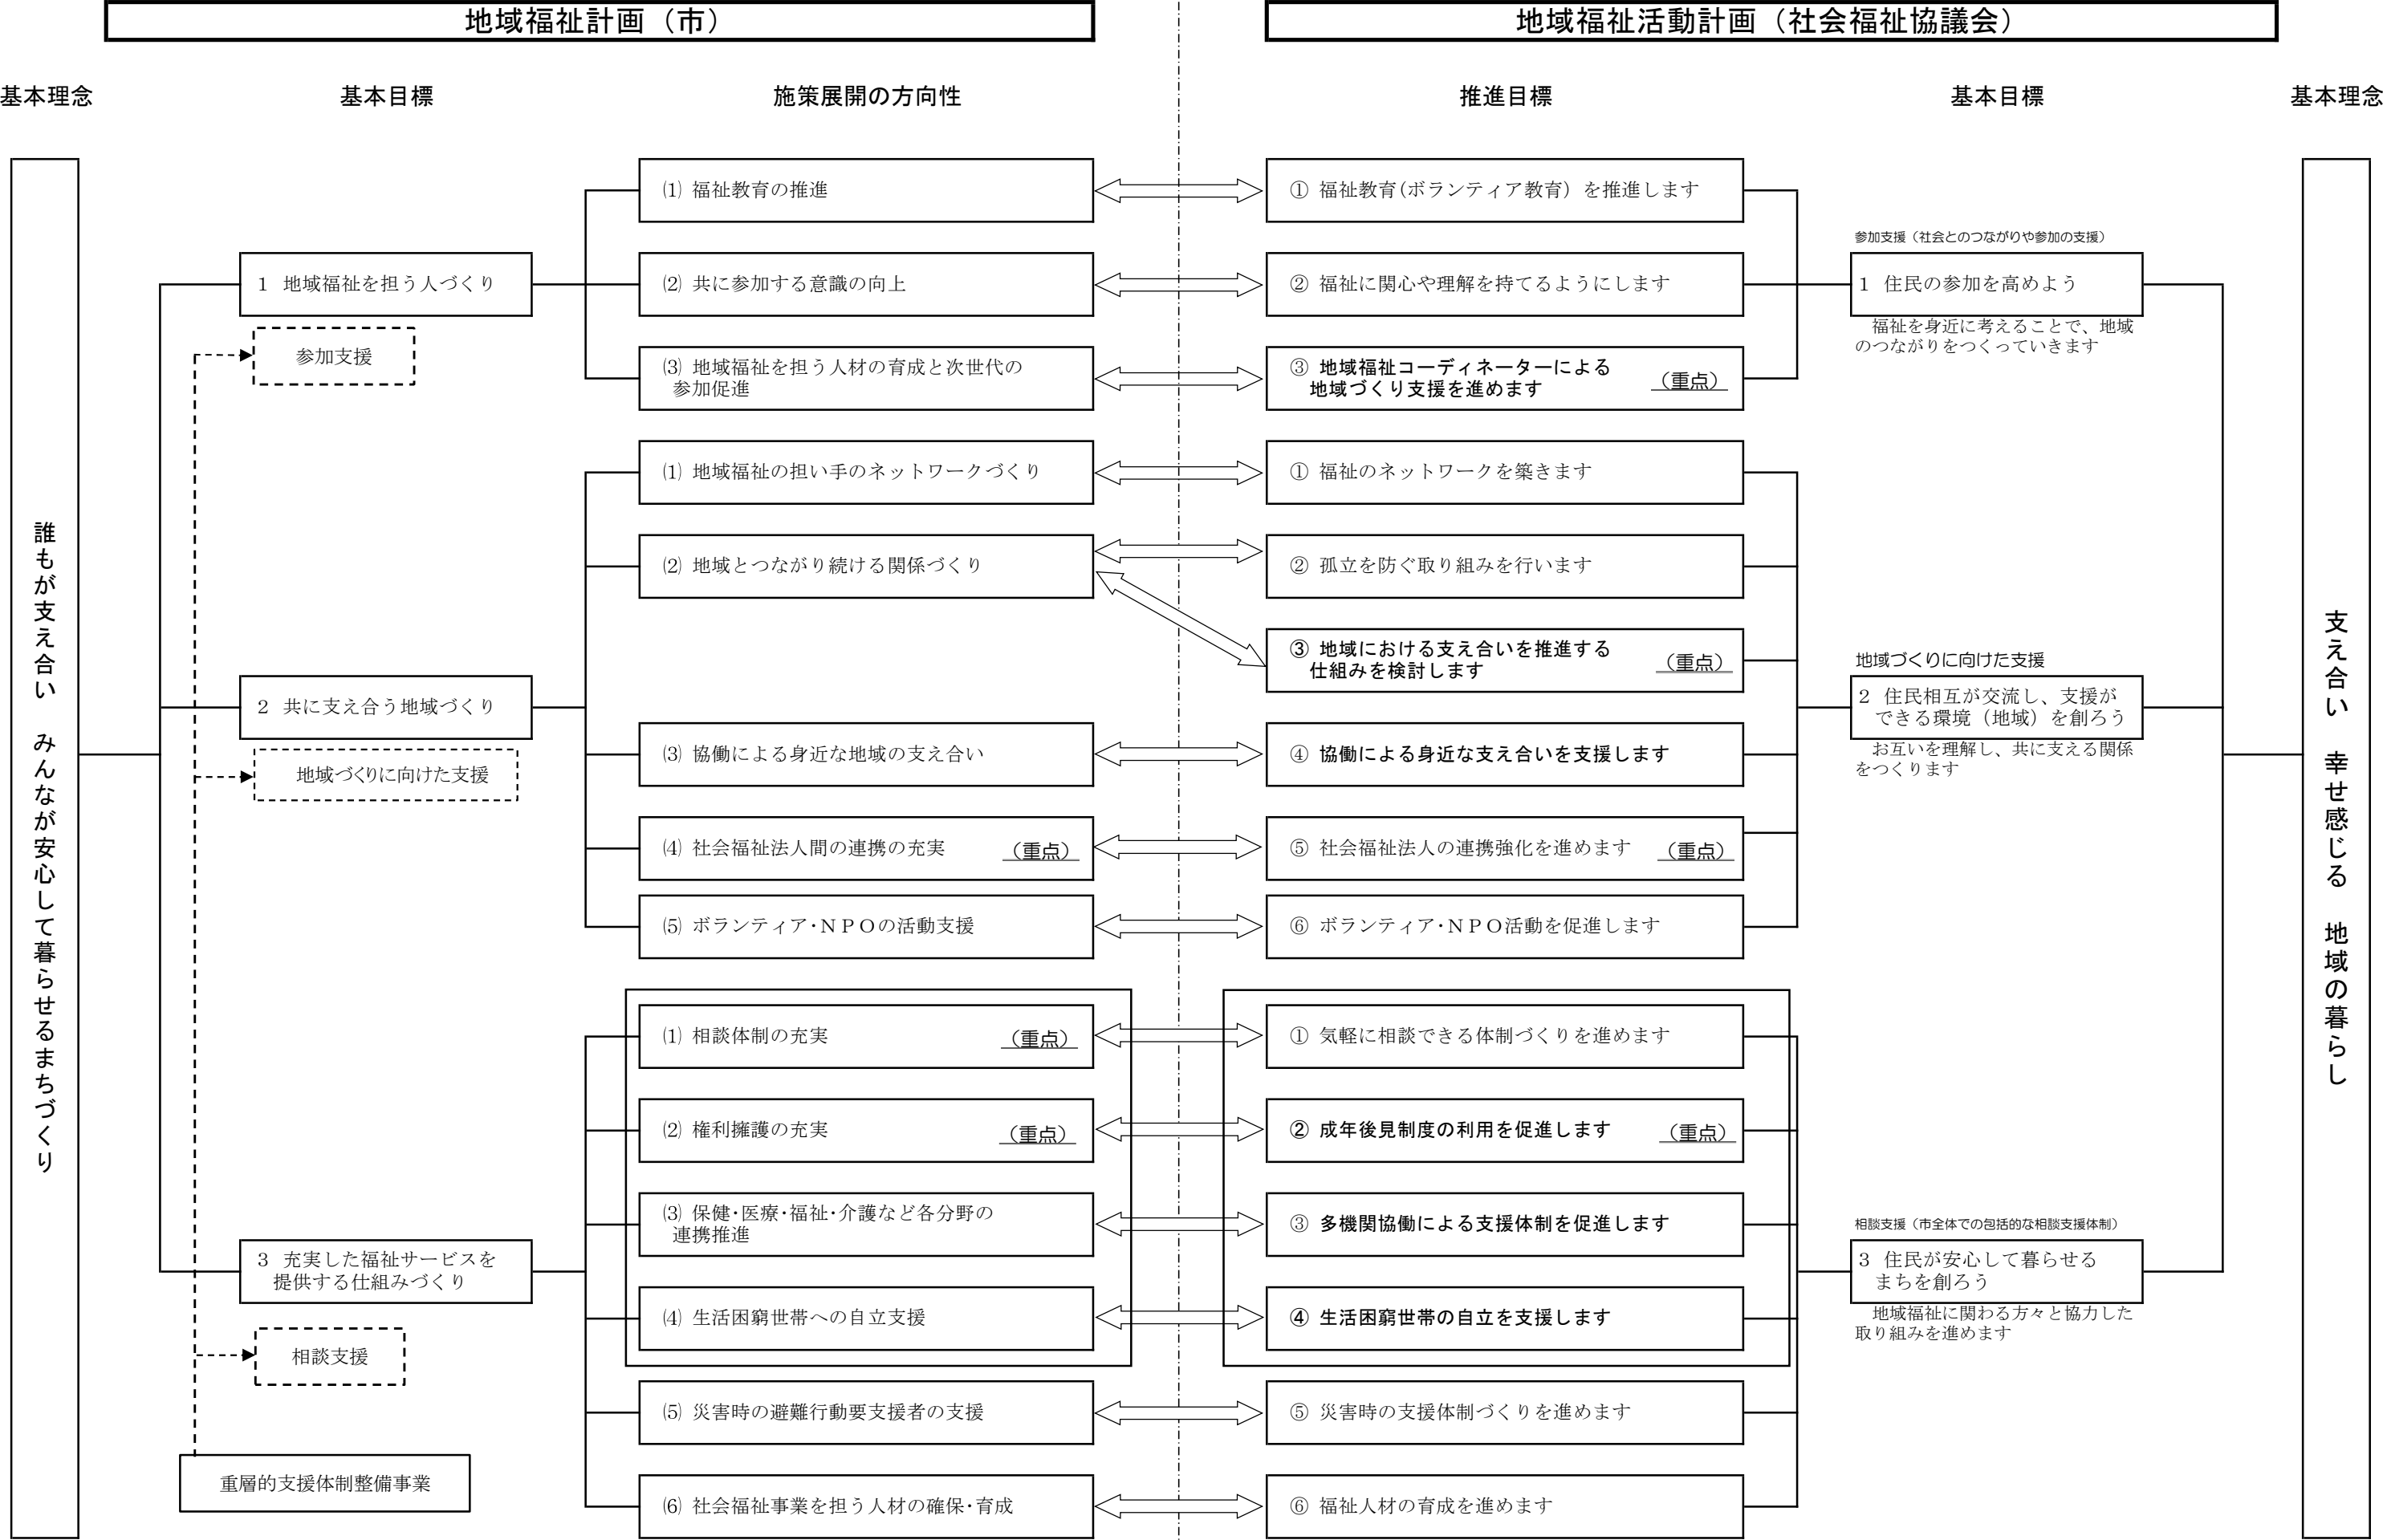 地域福祉計画（市）
地域福祉活動計画（社会福祉協議会）
基本理念
基本目標
施策展開の方向性
推進目標
基本目標
基本理念
誰もが支え合い　みんなが安心して暮らせるまちづくり
1 地域福祉を担う人づくり
参加支援
2 共に支え合う地域づくり
地域づくりに向けた支援
3 充実した福祉サービスを
提供する仕組みづくり
相談支援
重層的支援体制整備事業
⑴ 福祉教育の推進
⑵ 共に参加する意識の向上
⑶ 地域福祉を担う人材の育成と次世代の
参加促進
⑴ 地域福祉の担い手のネットワークづくり
⑵ 地域とつながり続ける関係づくり
⑶ 協働による身近な地域の支え合い
⑷ 社会福祉法人間の連携の充実 （重点）
⑸ ボランティア・ＮＰＯの活動支援
⑴ 相談体制の充実 （重点）
⑵ 権利擁護の充実 （重点）
⑶ 保健・医療・福祉・介護など各分野の
連携推進
⑷ 生活困窮世帯への自立支援
⑸ 災害時の避難行動要支援者の支援
⑹ 社会福祉事業を担う人材の確保・育成
① 福祉教育（ボランティア教育）を推進します
② 福祉に関心や理解を持てるようにします
③ 地域福祉コーディネーターによる
地域づくり支援を進めます （重点）
① 福祉のネットワークを築きます
② 孤立を防ぐ取り組みを行います
③ 地域における支え合いを推進する
仕組みを検討します （重点）
④ 協働による身近な支え合いを支援します
⑤ 社会福祉法人の連携強化を進めます （重点）
⑥ ボランティア・ＮＰＯ活動を促進します
① 気軽に相談できる体制づくりを進めます
② 成年後見制度の利用を促進します （重点）
③ 多機関協働による支援体制を促進します
④ 生活困窮世帯の自立を支援します
⑤ 災害時の支援体制づくりを進めます
⑥ 福祉人材の育成を進めます
参加支援（社会とのつながりや参加の支援）
1 住民の参加を高めよう
福祉を身近に考えることで、地域
のつながりをつくっていきます
地域づくりに向けた支援
2 住民相互が交流し、支援が
できる環境（地域）を創ろう
お互いを理解し、共に支える関係
をつくります
相談支援（市全体での包括的な相談支援体制）
3 住民が安心して暮らせる
まちを創ろう
地域福祉に関わる方々と協力した
取り組みを進めます
支え合い　幸せ感じる　地域の暮らし